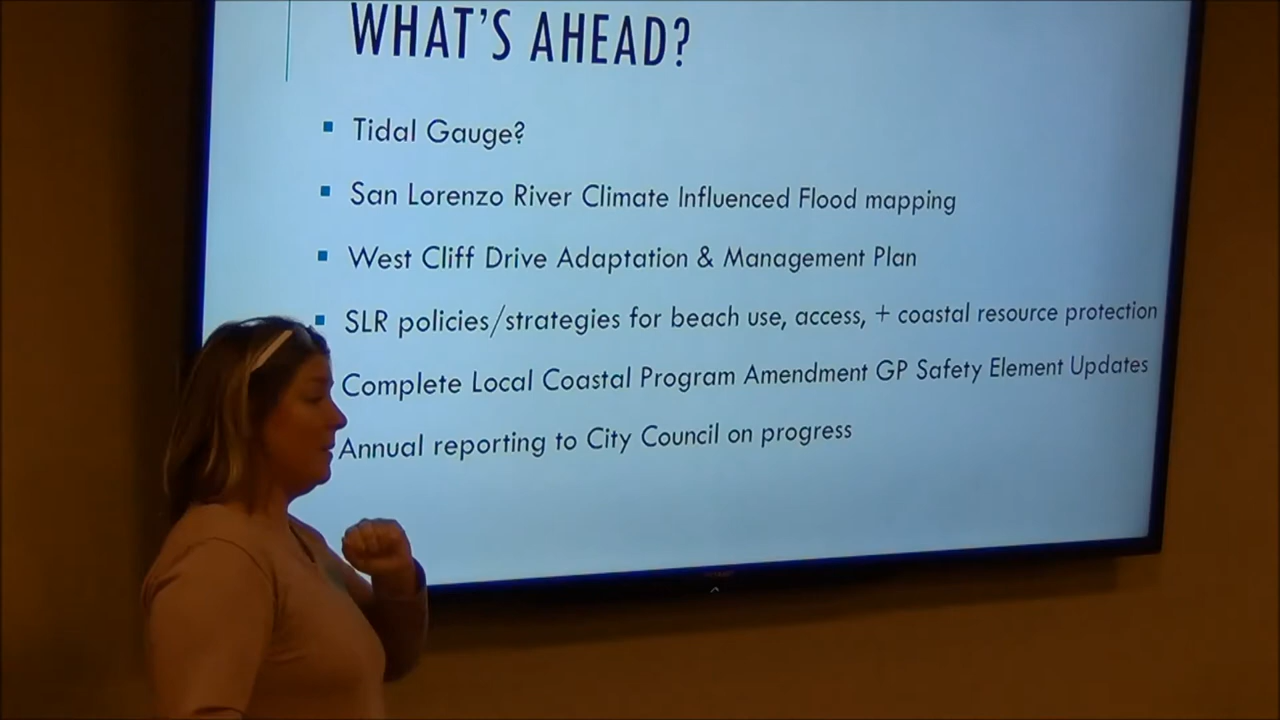 WHAT'S AHEAD?
Tidal Gauge?
San Lorenzo River Climate Influenced Flood mapping
West Cliff Drive Adaptation & Management Plan
SLR policies/strategies for beach use, access, + coastal resource protection
Complete Local Coastal Program Amendment GP Safety Element Updates
Annual reporting to City Council on progress